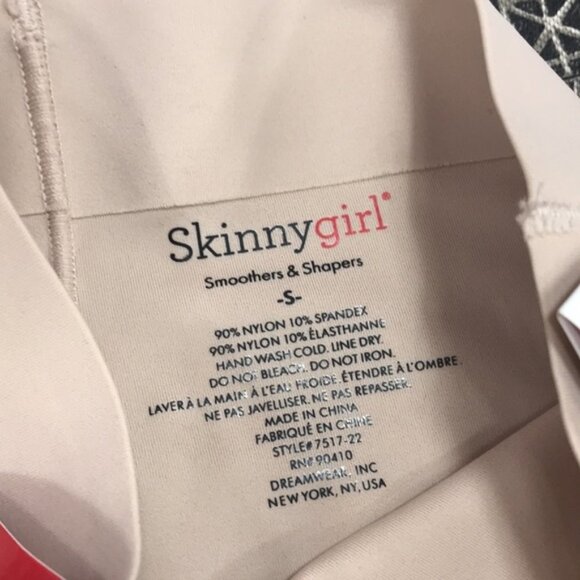 Skinnygirl®
Smoothers & Shapers
-S-
90% NYLON 10% SPANDEX
90% NYLON 10% ÉLASTHANNE
HAND WASH COLD. LINE DRY.
DO NOT BLEACH. DO NOT IRON.
LAVER À LA MAIN À L'EAU FROIDE. ÉTENDRE À L'OMBRE.
NE PAS JAVELLISER. NE PAS REPASSER.
MADE IN CHINA
FABRIQUÉ EN CHINE
STYLE# 7517-22
RN# 90410
DREAMWEAR, INC
NEW YORK, NY, USA